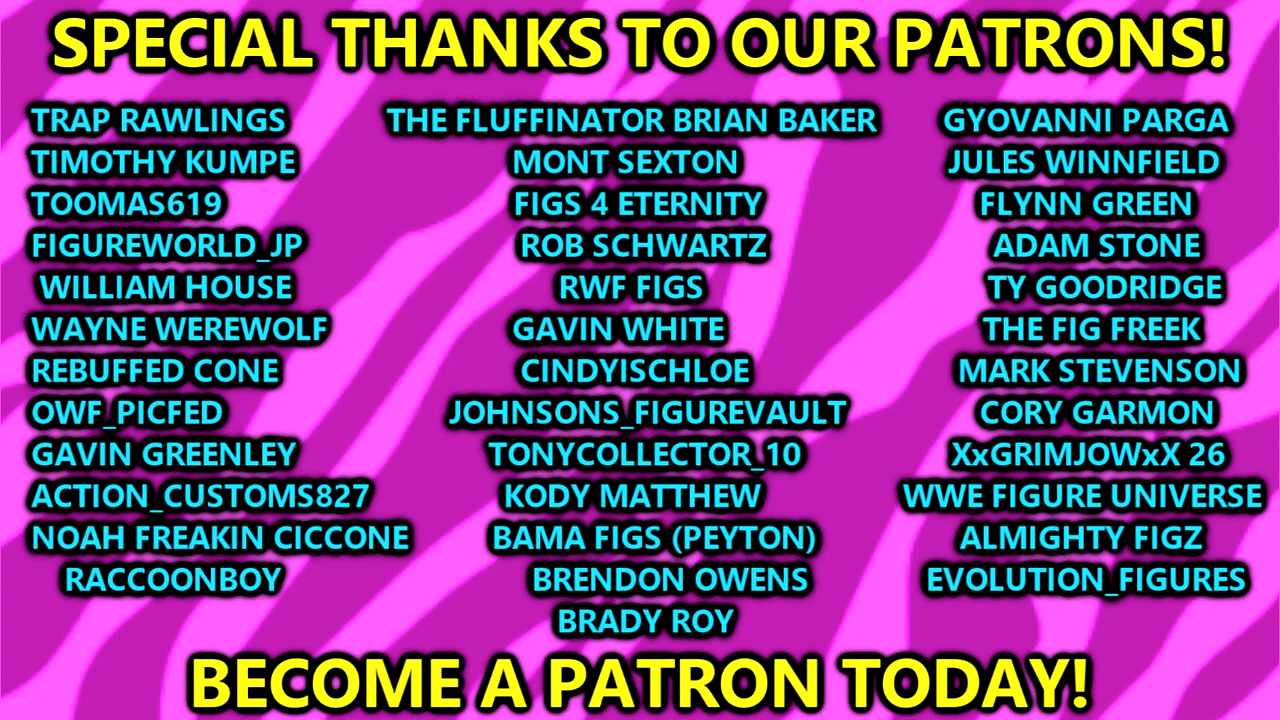 SPECIAL THANKS TO OUR PATRONS!
TRAP RAWLINGS
TIMOTHY KUMPE
TOOMAS619
FIGUREWORLD_JP
WILLIAM HOUSE
WAYNE WEREWOLF
REBUFFED CONE
OWF_PICFED
GAVIN GREENLEY
ACTION_CUSTOMS827
NOAH FREAKIN CICCONE
RACCOONBOY
THE FLUFFINATOR BRIAN BAKER
MONT SEXTON
FIGS 4 ETERNITY
ROB SCHWARTZ
RWF FIGS
GAVIN WHITE
CINDYISCHLOE
JOHNSONS_FIGUREVAULT
TONYCOLLECTOR_10
KODY MATTHEW
BAMA FIGS (PEYTON)
BRENDON OWENS
BRADY ROY
GYOVANNI PARGA
JULES WINNFIELD
FLYNN GREEN
ADAM STONE
TY GOODRIDGE
THE FIG FREEK
MARK STEVENSON
CORY GARMON
XxGRIMJOWxX 26
WWE FIGURE UNIVERSE
ALMIGHTY FIGZ
EVOLUTION_FIGURES
BECOME A PATRON TODAY!